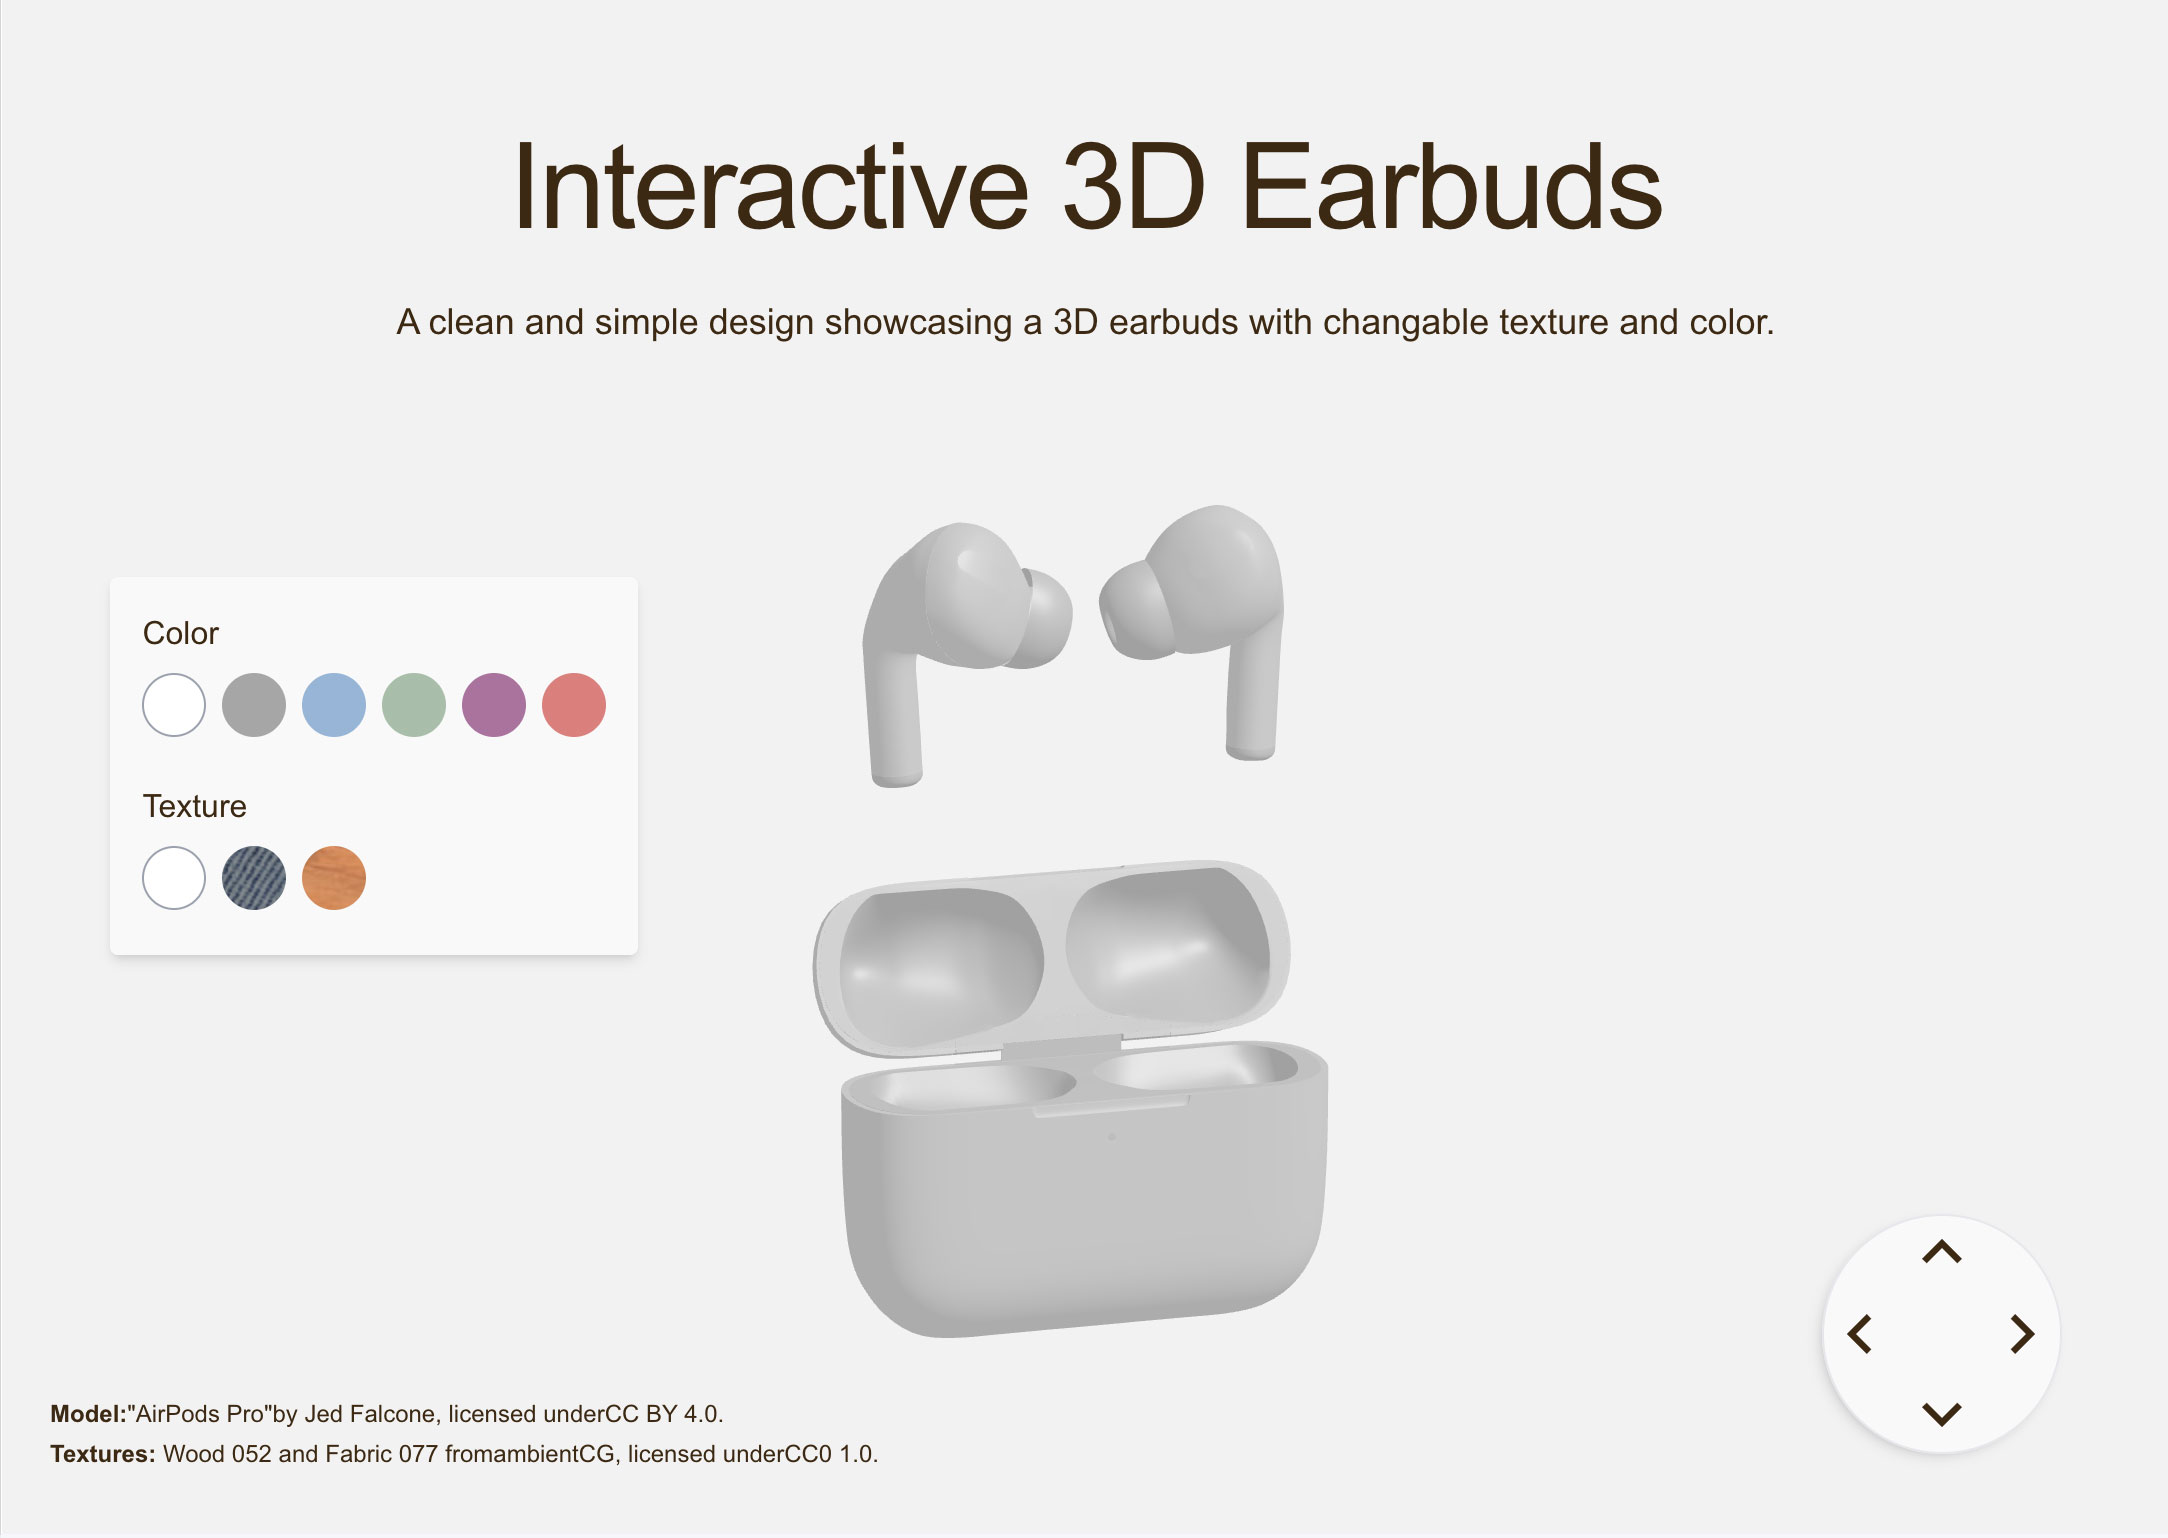 Interactive 3D Earbuds
A clean and simple design showcasing a 3D earbuds with changable texture and color.
Color
Texture
Model:"AirPods Pro"by Jed Falcone, licensed underCC BY 4.0.
Textures: Wood 052 and Fabric 077 fromambientCG, licensed underCC0 1.0.